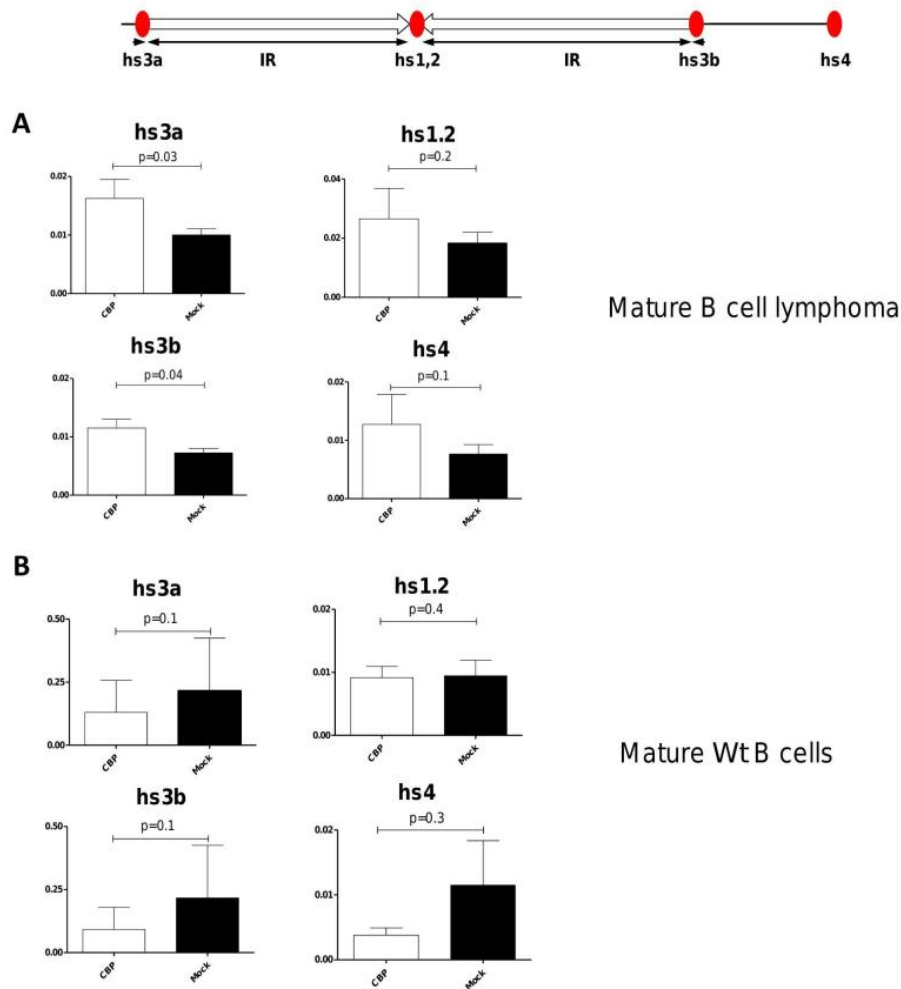 hs3a IR hs1,2 IR hs3b hs4
A
hs3a
p=0.03
0.02
0.01
0.00
CBP Mock
hs1.2
p=0.2
0.04
0.02
0.00
CBP Mock
Mature B cell lymphoma
hs3b
p=0.04
0.02
0.01
0.00
CBP Mock
hs4
p=0.1
0.02
0.01
0.00
CBP Mock
B
hs3a
p=0.1
0.50
0.25
0.00
CBP Mock
hs1.2
p=0.4
0.02
0.01
0.00
CBP Mock
Mature Wt B cells
hs3b
p=0.1
0.50
0.25
0.00
CBP Mock
hs4
p=0.3
0.02
0.01
0.00
CBP Mock